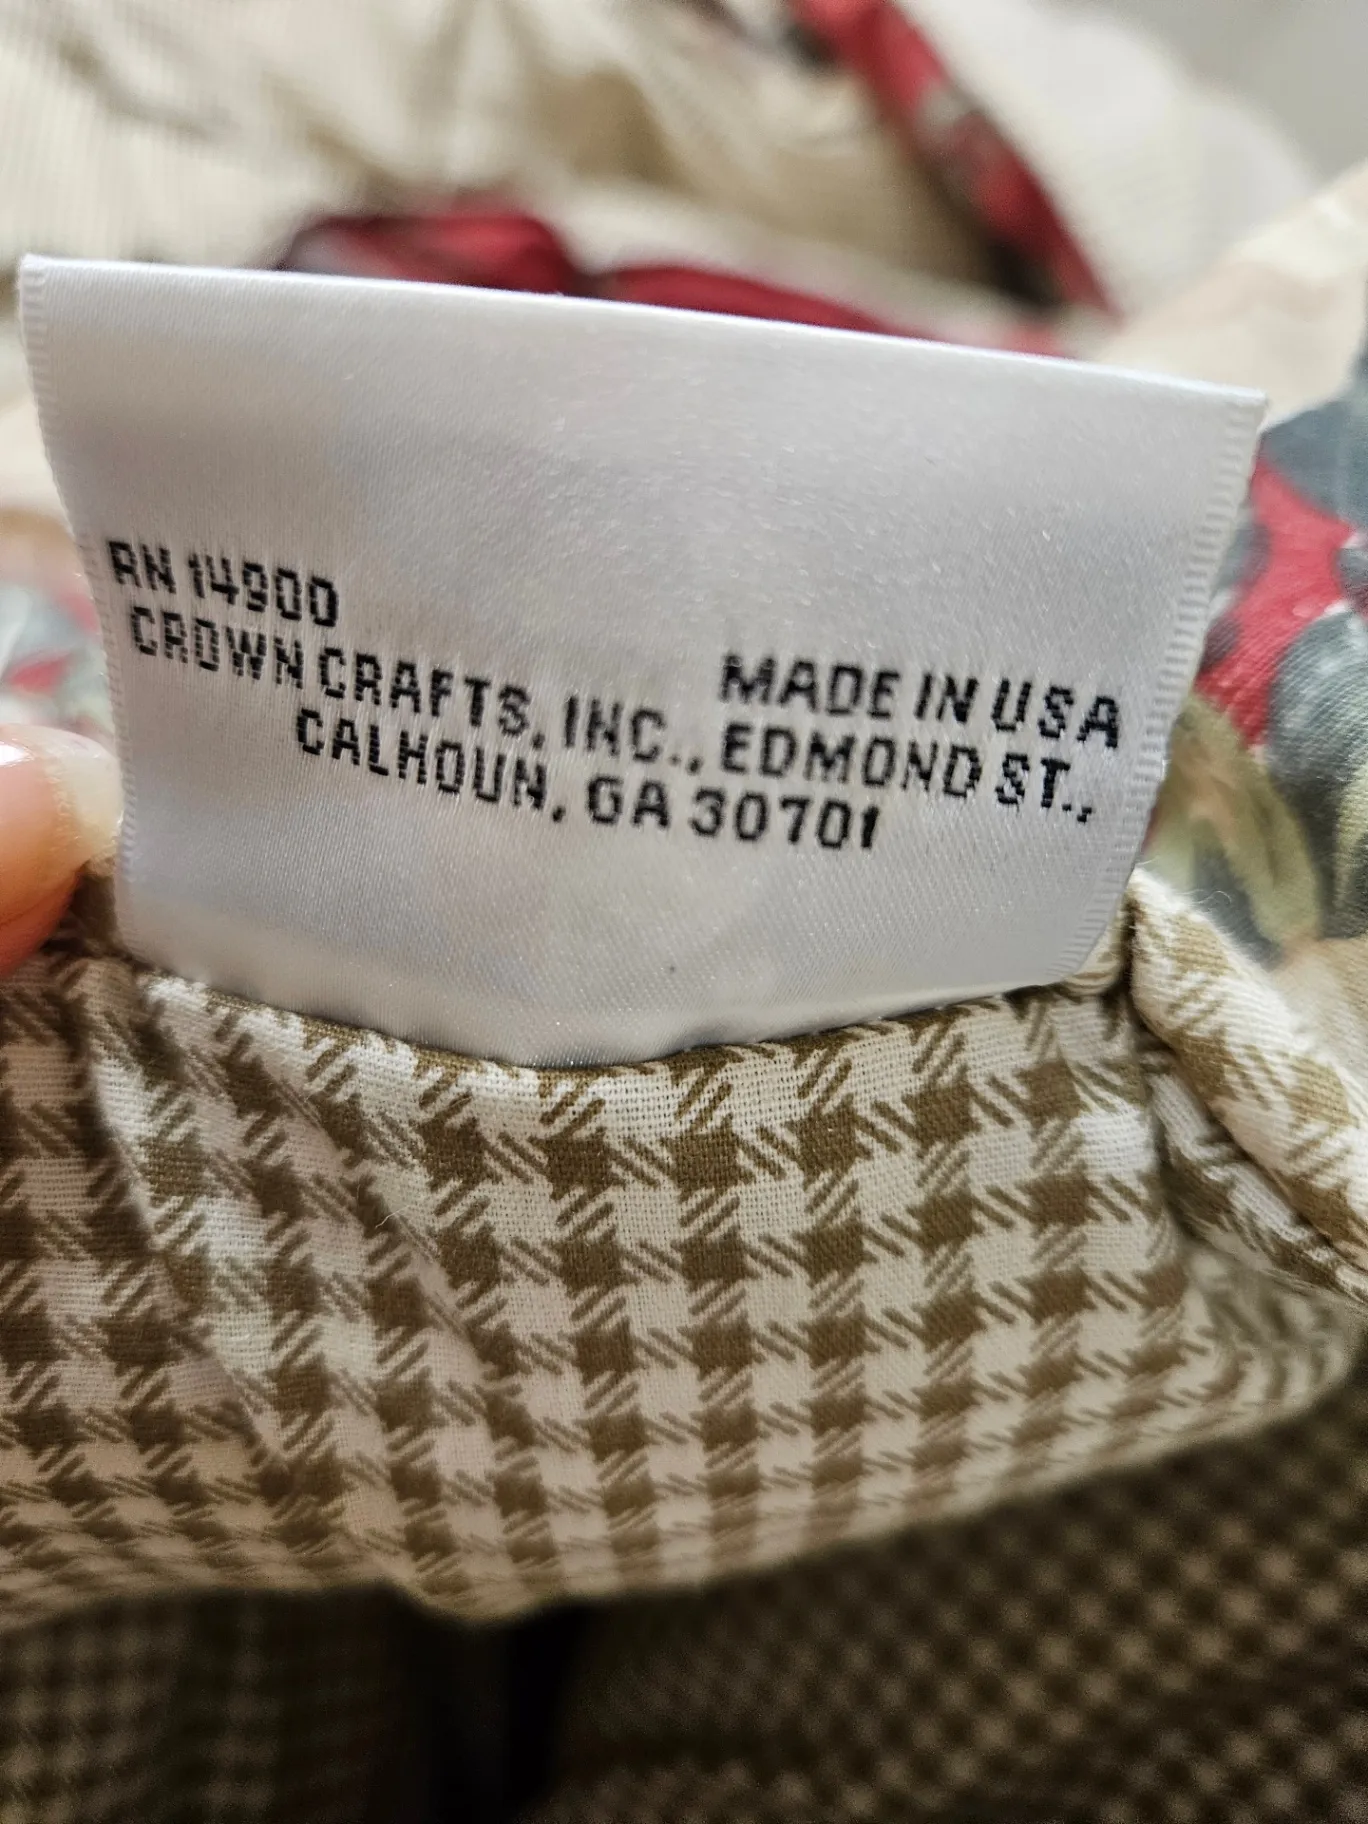 RN 14900
MADE IN USA
CROWN CRAFTS, INC., EDMOND ST.,
CALHOUN, GA 30701